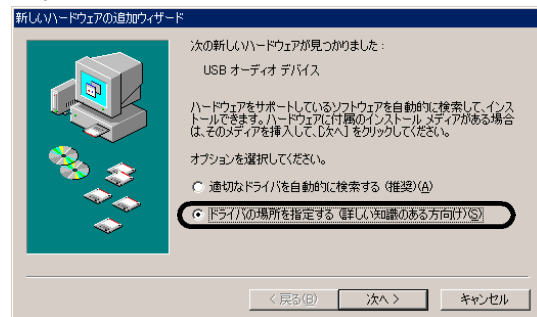 新しいハードウェアの追加ウィザード
次の新しいハードウェアが見つかりました:
USB オーディオ デバイス
ハードウェアをサポートしているソフトウェアを自動的に検索して、インス
トールできます。ハードウェアに付属のインストール メディアがある場合
は、そのメディアを挿入して、[次へ] をクリックしてください。
オプションを選択してください。
適切なドライバを自動的に検索する (推奨)(A)
ドライバの場所を指定する (詳しい知識のある方向け)(S)
< 戻る(B) 次へ > キャンセル